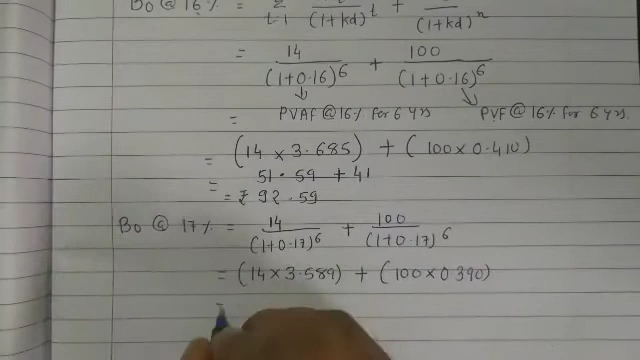 B0 @ 16% = Σ t=1 / (1+kd)^t + / (1+kd)^n
= 14 / (1+0.16)^6 + 100 / (1+0.16)^6
= PVAF @ 16% for 6 yrs PVF @ 16% for 6 yrs.
= (14 × 3.685) + (100 × 0.410)
= 51.59 + 41
= ₹ 92.59
B0 @ 17% = 14 / (1+0.17)^6 + 100 / (1+0.17)^6
= (14 × 3.589) + (100 × 0.390)
=